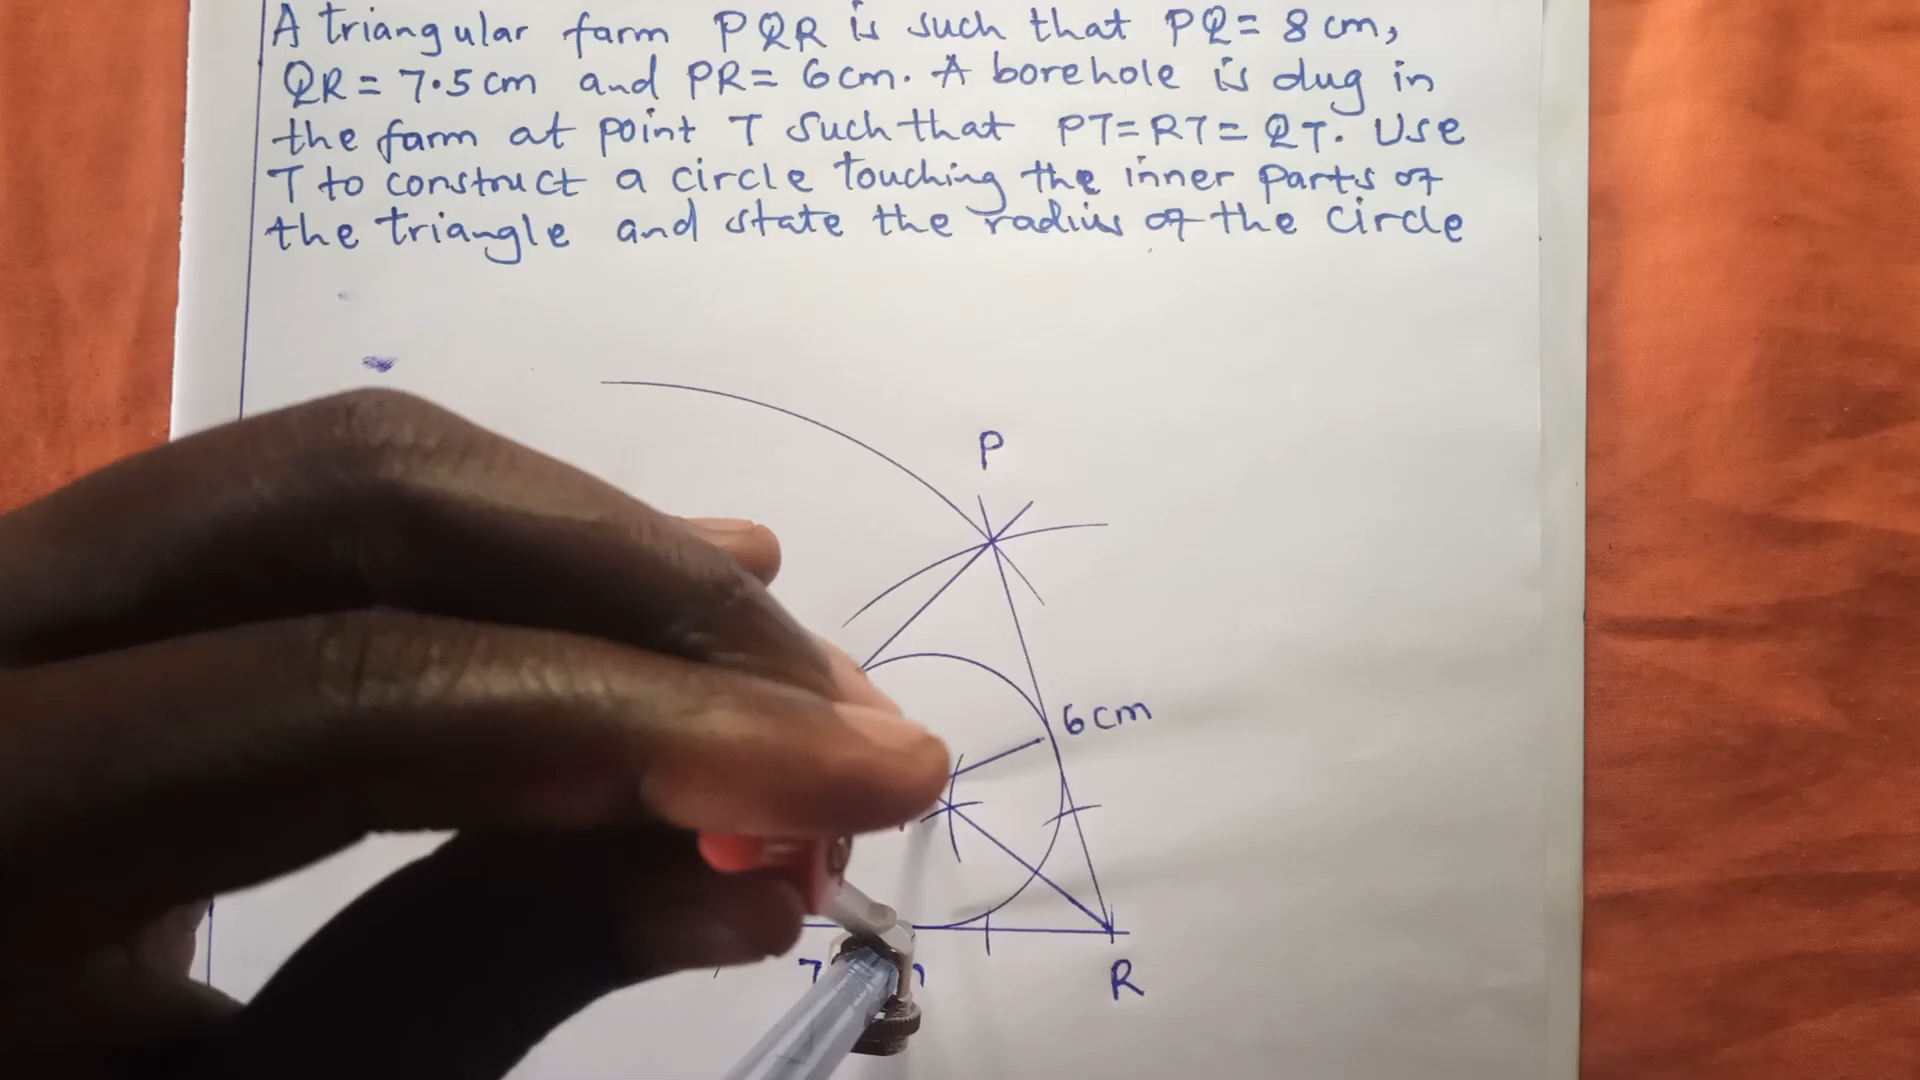 A triangular farm PQR is such that PQ= 8 cm,
QR = 7.5 cm and PR= 6 cm. A borehole is dug in
the farm at point T such that PT=RT= QT. Use
T to construct a circle touching the inner parts of
the triangle and state the radius of the circle
P
6 cm
7
R